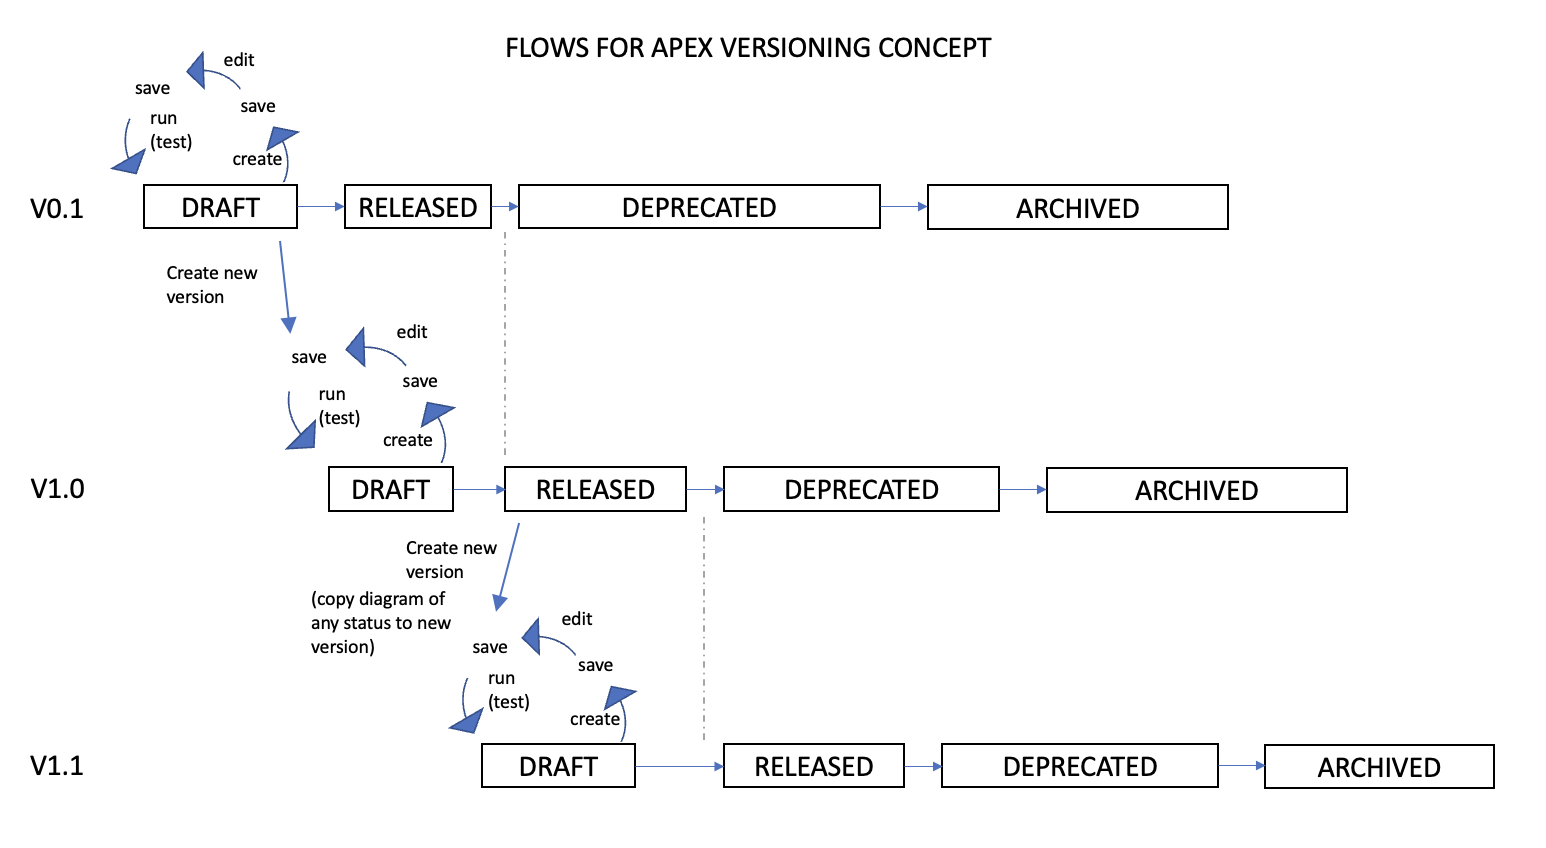 FLOWS FOR APEX VERSIONING CONCEPT
edit
save
save
run
(test)
create
V0.1
DRAFT
RELEASED
DEPRECATED
ARCHIVED
Create new
version
edit
save
save
run
(test)
create
V1.0
DRAFT
RELEASED
DEPRECATED
ARCHIVED
Create new
version
(copy diagram of
any status to new
version)
edit
save
save
run
(test)
create
V1.1
DRAFT
RELEASED
DEPRECATED
ARCHIVED